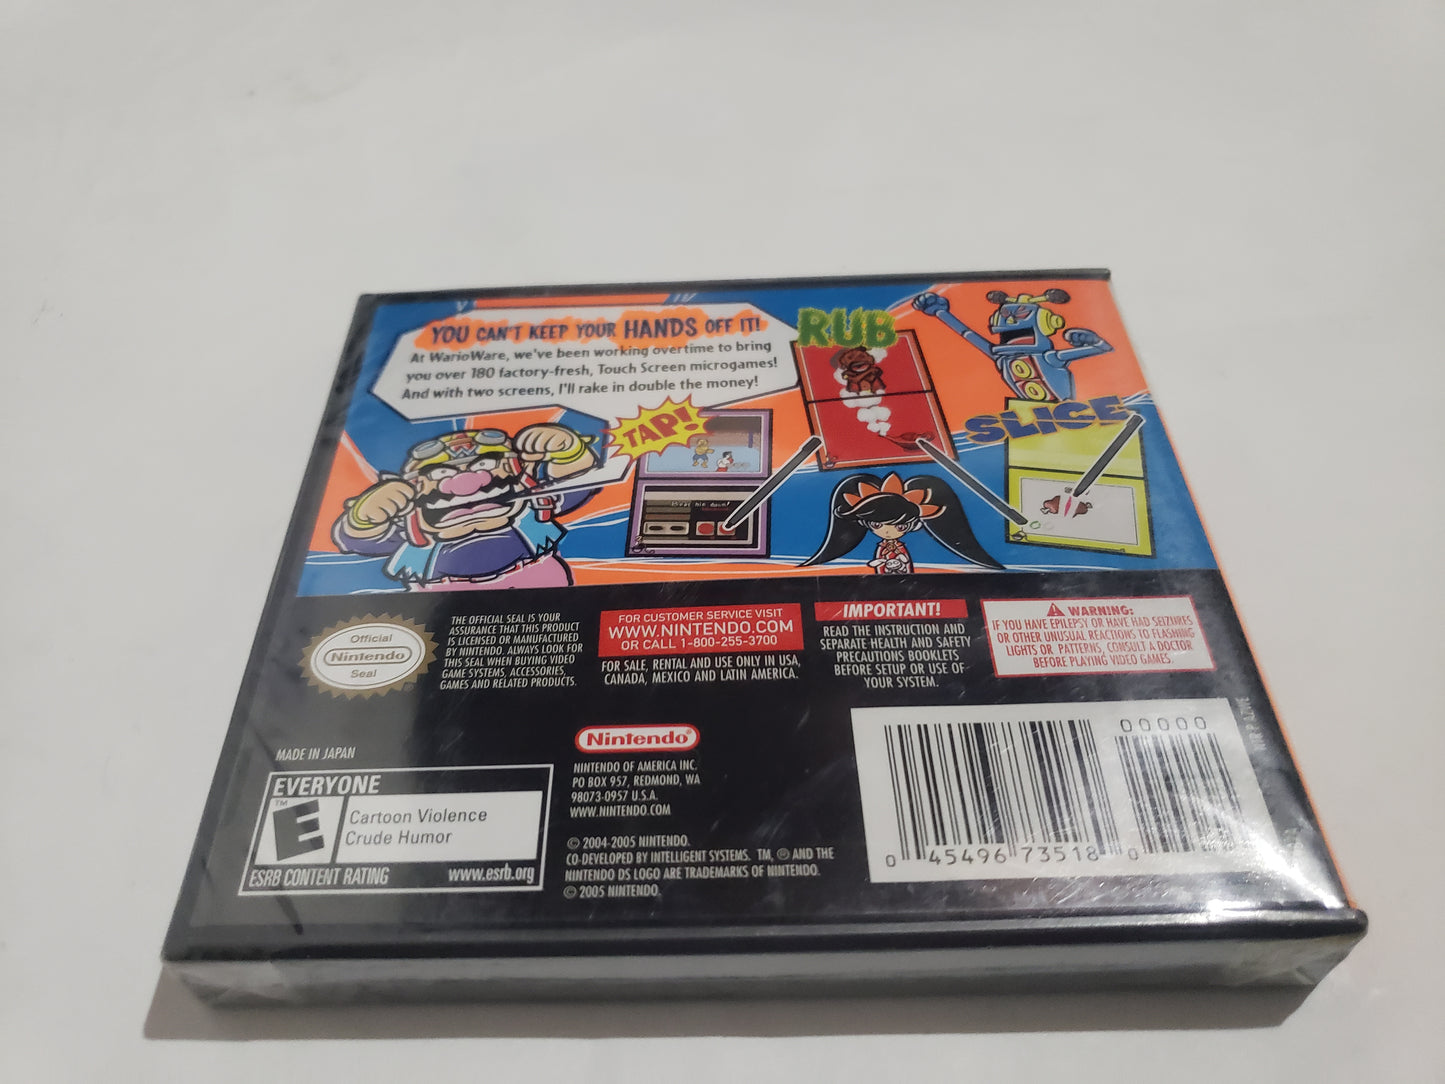 YOU CAN'T KEEP YOUR HANDS OFF IT!
At WarioWare, we've been working overtime to bring
you over 180 factory-fresh, Touch Screen microgames!
And with two screens, I'll rake in double the money!
RUB
TAP!
SLICE
Official
Nintendo
Seal
THE OFFICIAL SEAL IS YOUR
ASSURANCE THAT THIS PRODUCT
IS LICENSED OR MANUFACTURED
BY NINTENDO. ALWAYS LOOK FOR
THIS SEAL WHEN BUYING VIDEO
GAME SYSTEMS, ACCESSORIES,
GAMES AND RELATED PRODUCTS.
FOR CUSTOMER SERVICE VISIT
WWW.NINTENDO.COM
OR CALL 1-800-255-3700
FOR SALE, RENTAL AND USE ONLY IN USA,
CANADA, MEXICO AND LATIN AMERICA.
IMPORTANT!
READ THE INSTRUCTION AND
SEPARATE HEALTH AND SAFETY
PRECAUTIONS BOOKLETS
BEFORE SETUP OR USE OF
YOUR SYSTEM.
WARNING:
IF YOU HAVE EPILEPSY OR HAVE HAD SEIZURES
OR OTHER UNUSUAL REACTIONS TO FLASHING
LIGHTS OR PATTERNS, CONSULT A DOCTOR
BEFORE PLAYING VIDEO GAMES.
MADE IN JAPAN
EVERYONE
E
TM
Cartoon Violence
Crude Humor
ESRB CONTENT RATING www.esrb.org
Nintendo®
NINTENDO OF AMERICA INC.
PO BOX 957, REDMOND, WA
98073-0957 U.S.A.
WWW.NINTENDO.COM
© 2004-2005 NINTENDO.
CO-DEVELOPED BY INTELLIGENT SYSTEMS. TM, ® AND THE
NINTENDO DS LOGO ARE TRADEMARKS OF NINTENDO.
© 2005 NINTENDO.
00000
0 45496 73518 0